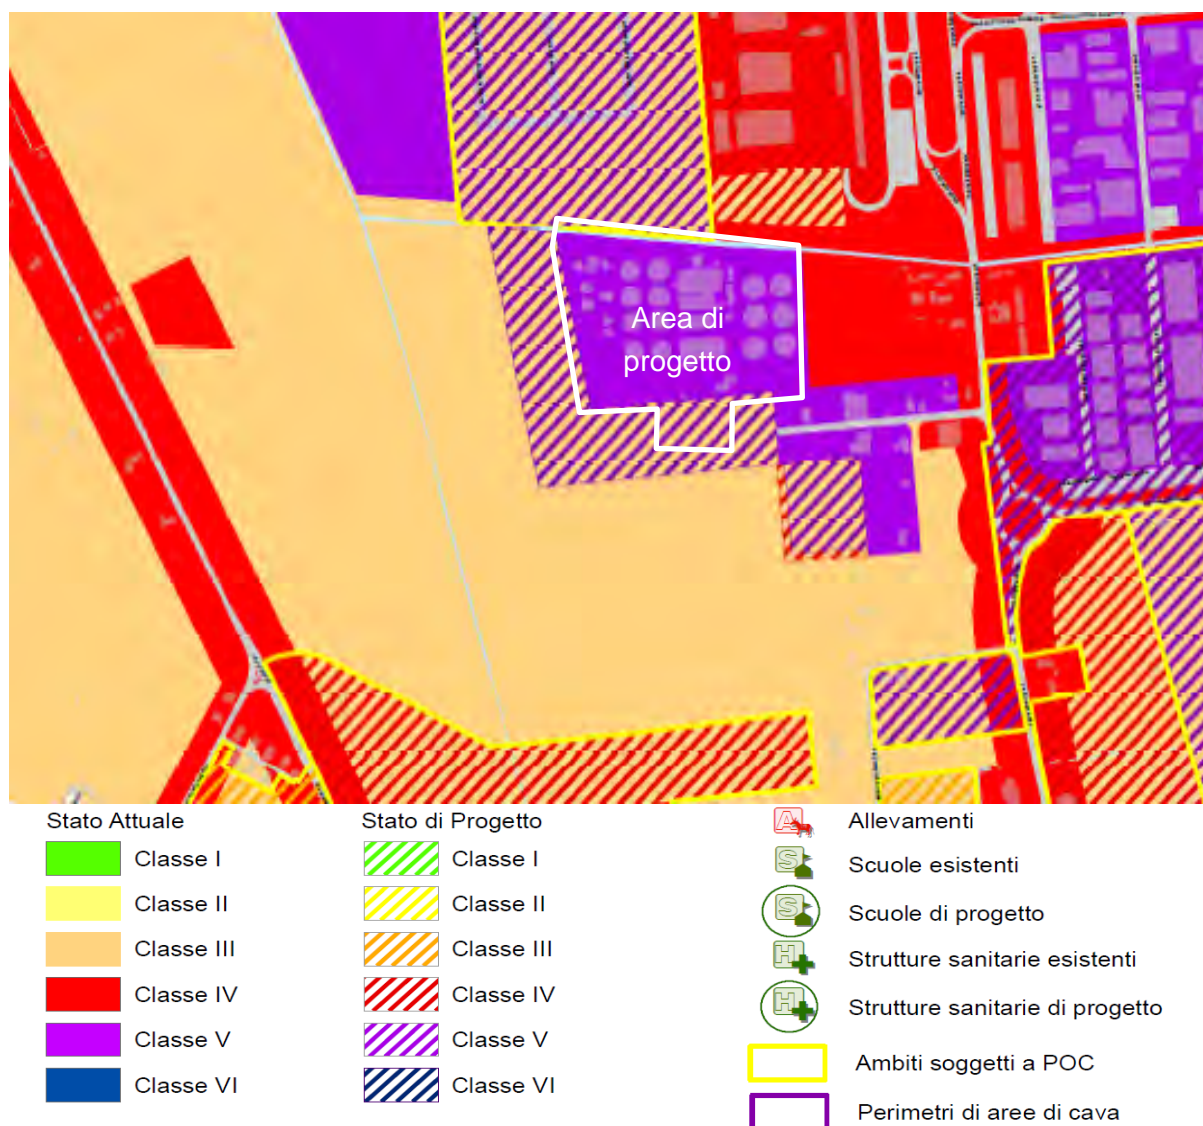 Area di
progetto
Stato Attuale
Classe I
Classe II
Classe III
Classe IV
Classe V
Classe VI
Stato di Progetto
Classe I
Classe II
Classe III
Classe IV
Classe V
Classe VI
A Allevamenti
S Scuole esistenti
S Scuole di progetto
H Strutture sanitarie esistenti
H Strutture sanitarie di progetto
Ambiti soggetti a POC
Perimetri di aree di cava